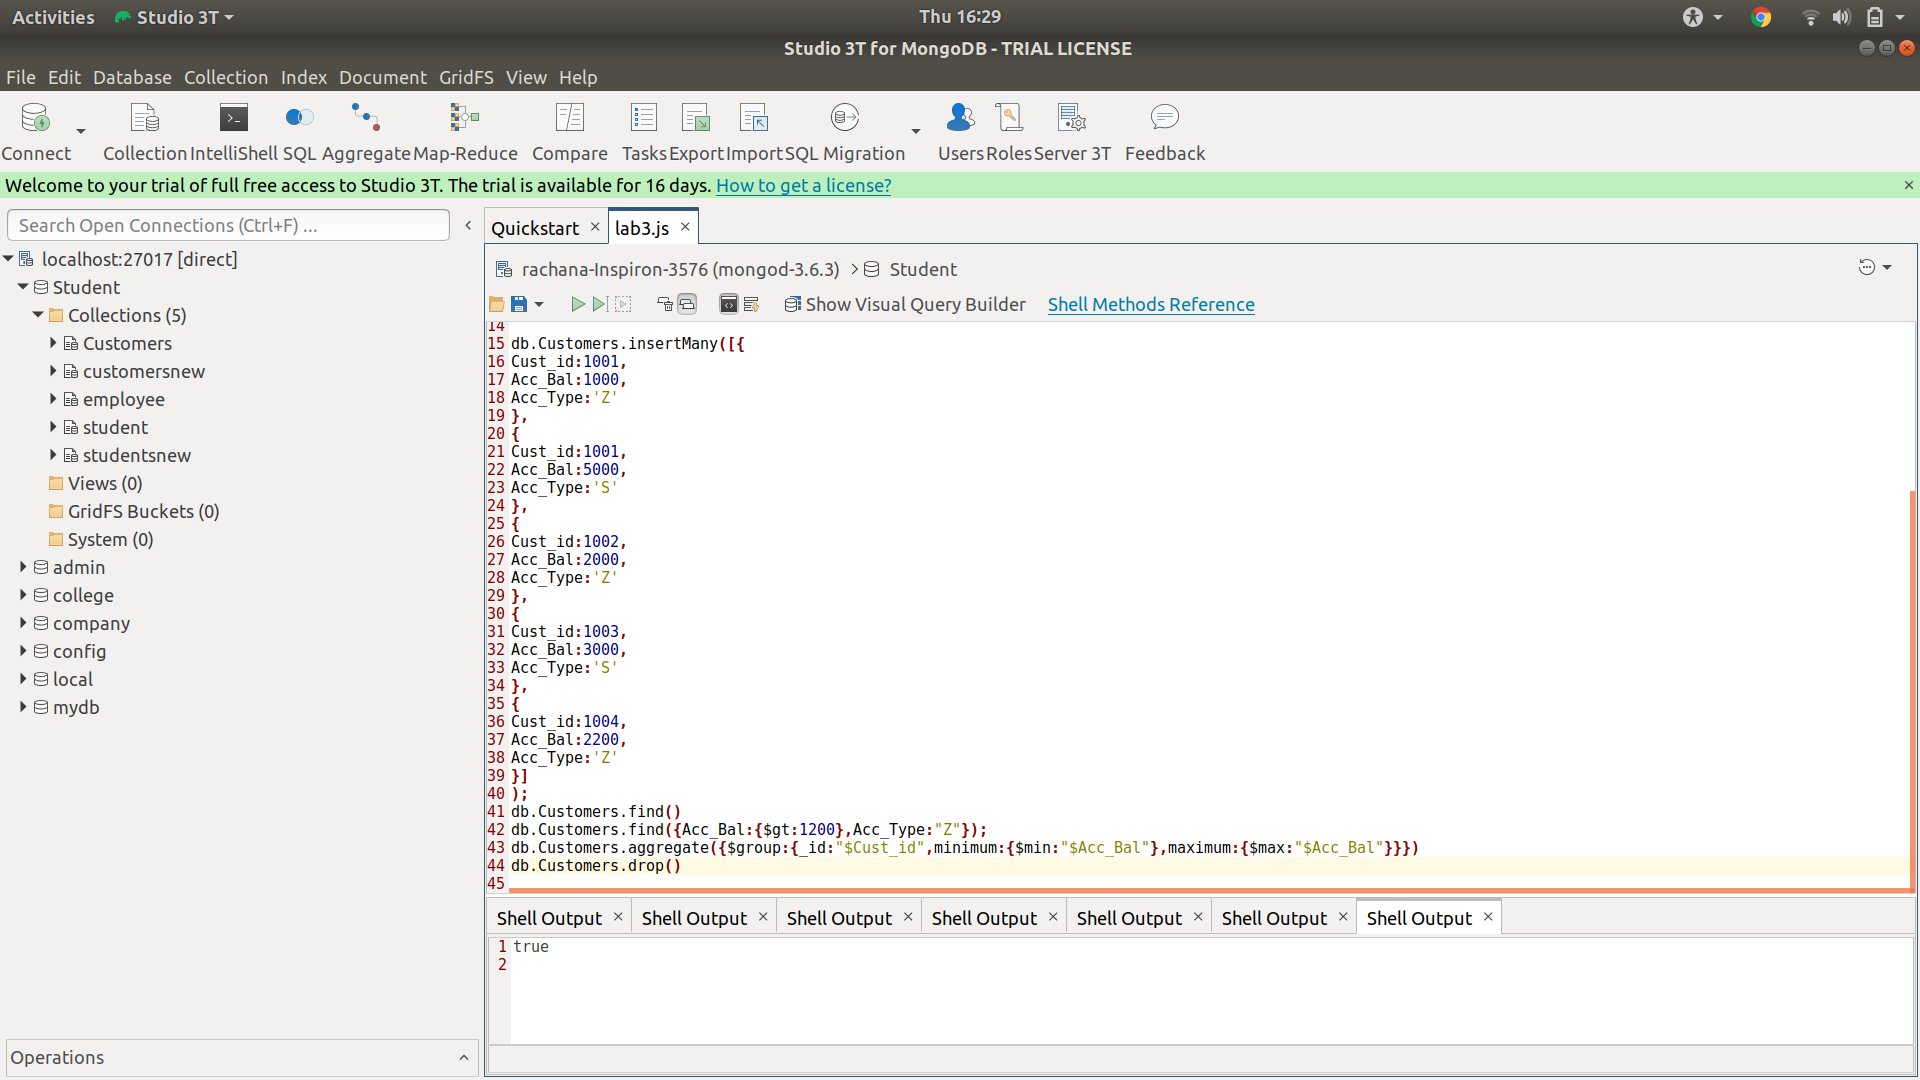 Activities Studio 3T Thu 16:29
Studio 3T for MongoDB - TRIAL LICENSE
File Edit Database Collection Index Document GridFS View Help
Connect Collection IntelliShell SQL Aggregate Map-Reduce Compare Tasks Export Import SQL Migration Users Roles Server 3T Feedback
Welcome to your trial of full free access to Studio 3T. The trial is available for 16 days. How to get a license?
Search Open Connections (Ctrl+F) ...
localhost:27017 [direct]
Student
Collections (5)
Customers
customersnew
employee
student
studentsnew
Views (0)
GridFS Buckets (0)
System (0)
admin
college
company
config
local
mydb
Operations
Quickstart lab3.js
rachana-Inspiron-3576 (mongod-3.6.3) > Student
Show Visual Query Builder Shell Methods Reference
14
15 db.Customers.insertMany([{
16 Cust_id:1001,
17 Acc_Bal:1000,
18 Acc_Type:'Z'
19 },
20 {
21 Cust_id:1001,
22 Acc_Bal:5000,
23 Acc_Type:'S'
24 },
25 {
26 Cust_id:1002,
27 Acc_Bal:2000,
28 Acc_Type:'Z'
29 },
30 {
31 Cust_id:1003,
32 Acc_Bal:3000,
33 Acc_Type:'S'
34 },
35 {
36 Cust_id:1004,
37 Acc_Bal:2200,
38 Acc_Type:'Z'
39 }]
40 );
41 db.Customers.find()
42 db.Customers.find({Acc_Bal:{$gt:1200},Acc_Type:"Z"});
43 db.Customers.aggregate({$group:{_id:"$Cust_id",minimum:{$min:"$Acc_Bal"},maximum:{$max:"$Acc_Bal"}}})
44 db.Customers.drop()
45
Shell Output Shell Output Shell Output Shell Output Shell Output Shell Output Shell Output
1 true
2